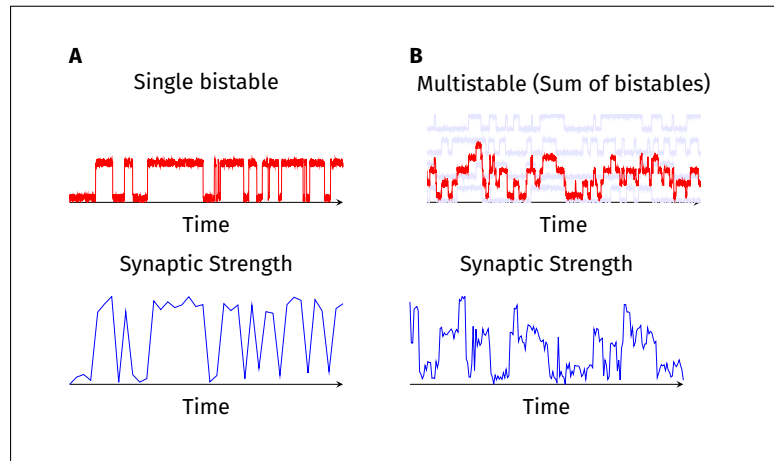 A
Single bistable
Time
Synaptic Strength
Time
B
Multistable (Sum of bistables)
Time
Synaptic Strength
Time